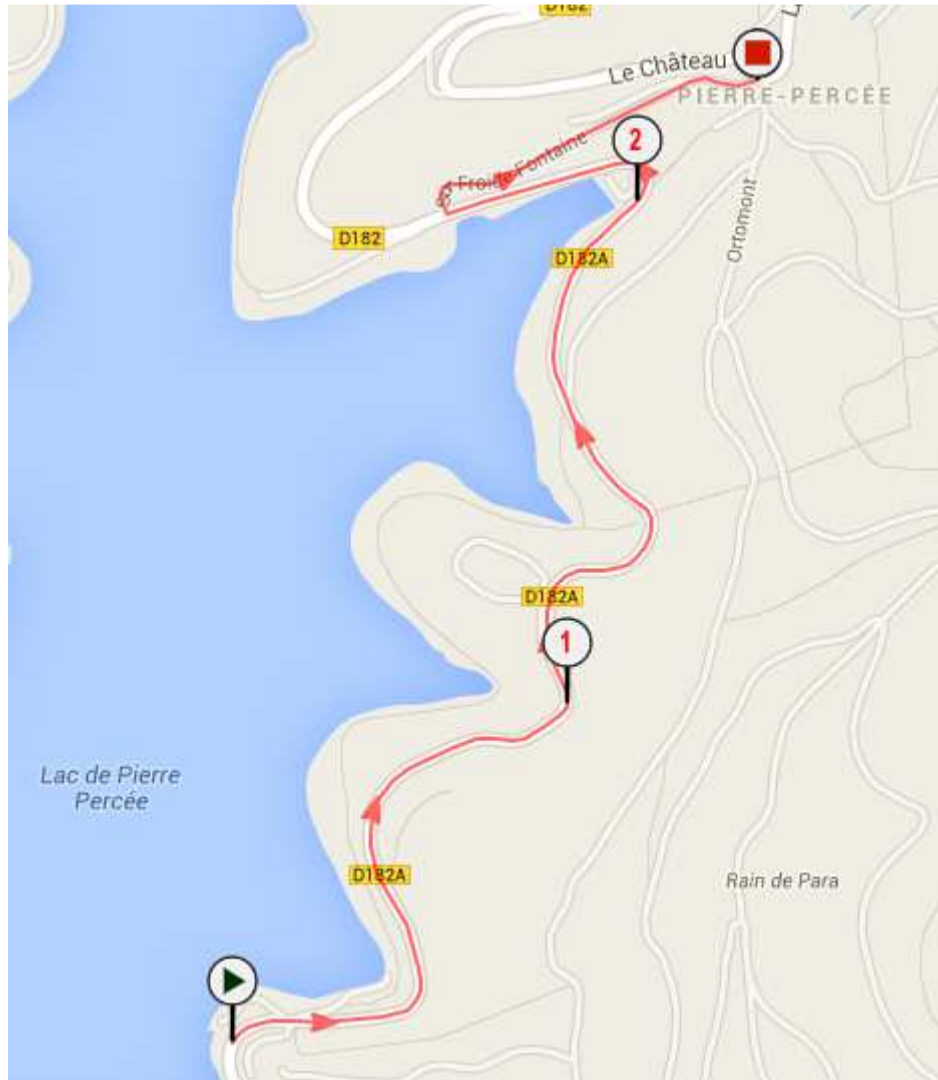 D182
Le Château
PIERRE-PERCÉE
2
Froide Fontaine
D182
D182A
Ortomont
D182A
1
Lac de Pierre
Percée
D182A
Rain de Para